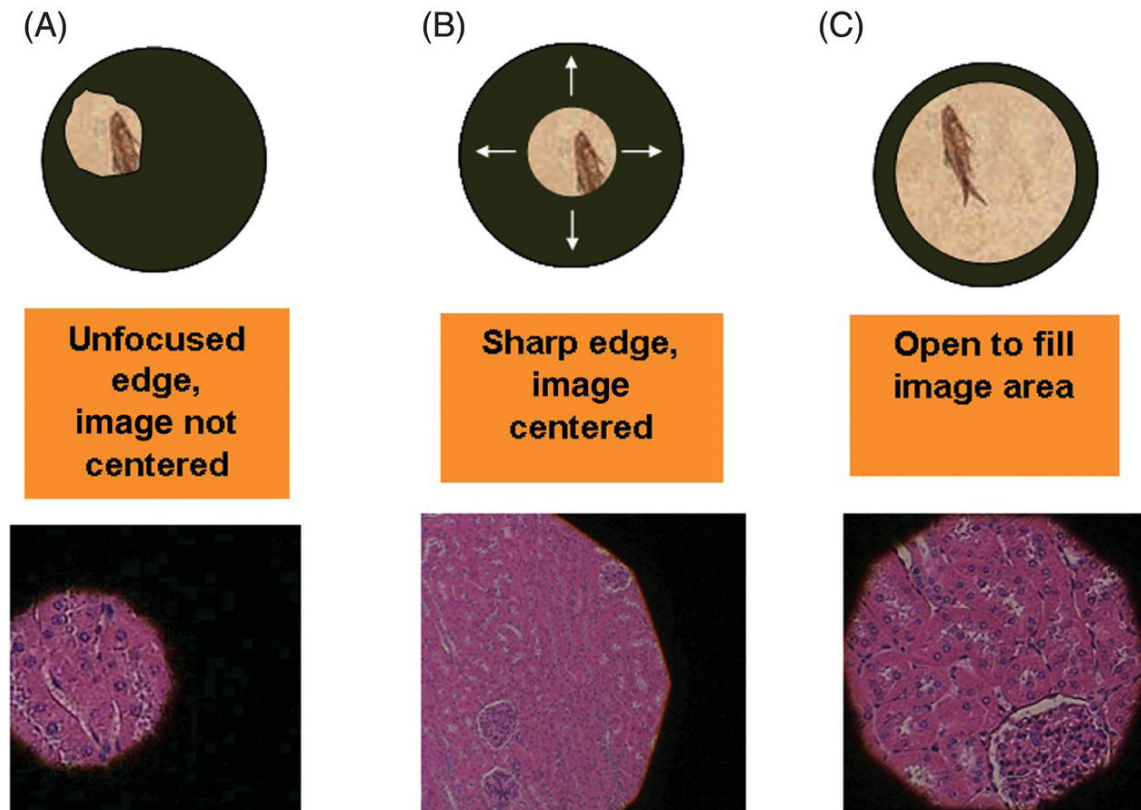 (A)
(B)
(C)
Unfocused
edge,
image not
centered
Sharp edge,
image
centered
Open to fill
image area